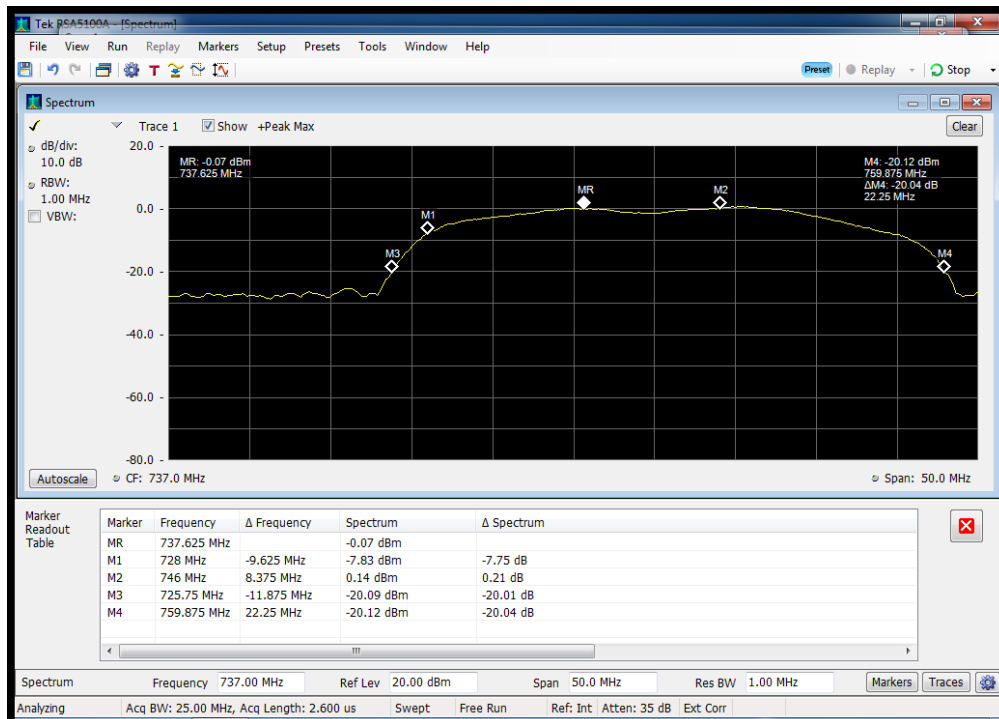 Tek RSA5100A - [Spectrum]
File View Run Replay Markers Setup Presets Tools Window Help
T Preset Replay Stop
Spectrum
Trace 1 Show +Peak Max Clear
dB/div:
10.0 dB
RBW:
1.00 MHz
VBW:
20.0 -
0.0 -
-20.0 -
-40.0 -
-60.0 -
-80.0 -
MR: -0.07 dBm
737.625 MHz
M4: -20.12 dBm
759.875 MHz
ΔM4: -20.04 dB
22.25 MHz
MR
M2
M1
M3
M4
Autoscale CF: 737.0 MHz Span: 50.0 MHz
Marker
Readout
Table
Marker Frequency Δ Frequency Spectrum Δ Spectrum
MR 737.625 MHz -0.07 dBm
M1 728 MHz -9.625 MHz -7.83 dBm -7.75 dB
M2 746 MHz 8.375 MHz 0.14 dBm 0.21 dB
M3 725.75 MHz -11.875 MHz -20.09 dBm -20.01 dB
M4 759.875 MHz 22.25 MHz -20.12 dBm -20.04 dB
Spectrum Frequency 737.00 MHz Ref Lev 20.00 dBm Span 50.0 MHz Res BW 1.00 MHz Markers Traces
Analyzing Acq BW: 25.00 MHz, Acq Length: 2.600 us Swept Free Run Ref: Int Atten: 35 dB Ext Corr